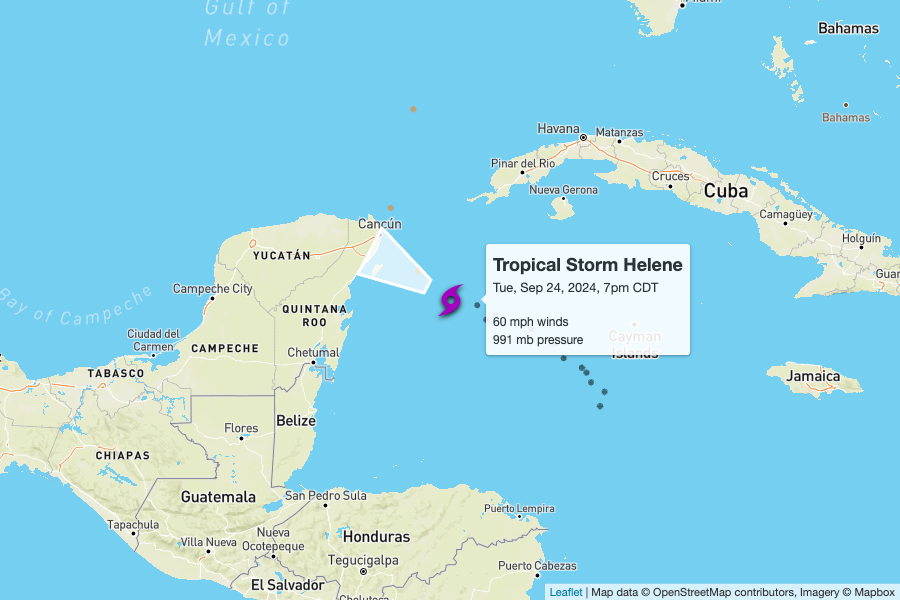 Gulf of
Mexico
Miami
Bahamas
Bahamas
Havana
Matanzas
Pinar del Río
Cruces
Nueva Gerona
Cuba
Camagüey
Holguín
Cancún
YUCATÁN
Tropical Storm Helene
Tue, Sep 24, 2024, 7pm CDT
60 mph winds
991 mb pressure
Cayman
Islands
Campeche City
Bay of Campeche
QUINTANA
ROO
Ciudad del
Carmen
CAMPECHE
Chetumal
TABASCO
Jamaica
Belize
Flores
CHIAPAS
Guatemala
San Pedro Sula
Puerto Lempira
Tapachula
Villa Nueva
Nueva
Ocotepeque
Honduras
Tegucigalpa
Puerto Cabezas
El Salvador
Choluteca
Leaflet | Map data © OpenStreetMap contributors, Imagery © Mapbox